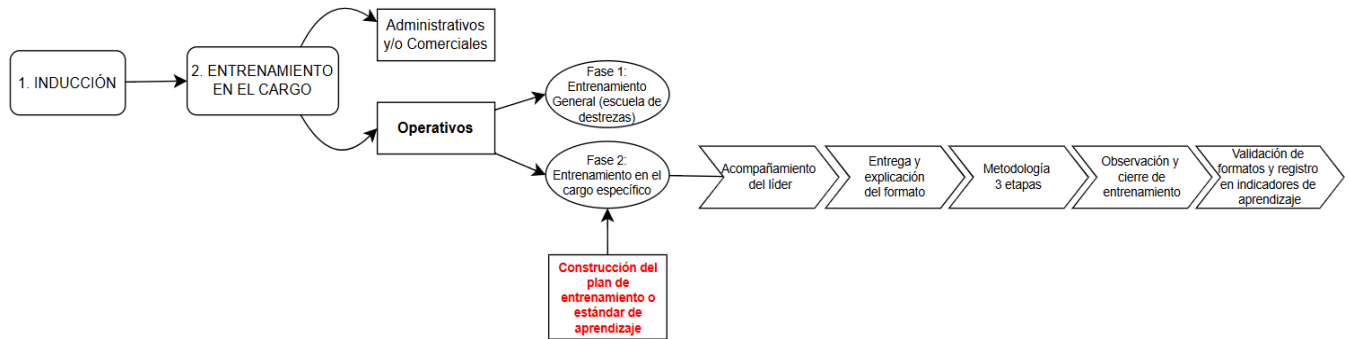 1. INDUCCIÓN
2. ENTRENAMIENTO
EN EL CARGO
Administrativos
y/o Comerciales
Operativos
Fase 1:
Entrenamiento
General (escuela de
destrezas)
Fase 2:
Entrenamiento en el
cargo específico
Acompañamiento
del líder
Entrega y
explicación
del formato
Metodología
3 etapas
Observación y
cierre de
entrenamiento
Validación de
formatos y registro
en indicadores de
aprendizaje
Construcción del
plan de
entrenamiento o
estándar de
aprendizaje